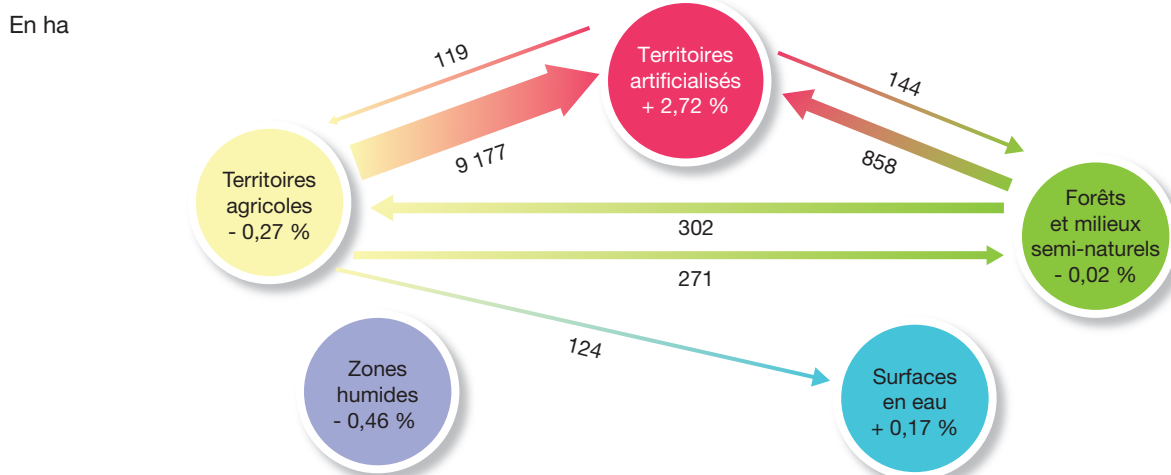 En ha
119
Territoires
artificialisés
+ 2,72 %
144
9 177
858
Territoires
agricoles
- 0,27 %
302
Forêts
et milieux
semi-naturels
- 0,02 %
271
124
Zones
humides
- 0,46 %
Surfaces
en eau
+ 0,17 %